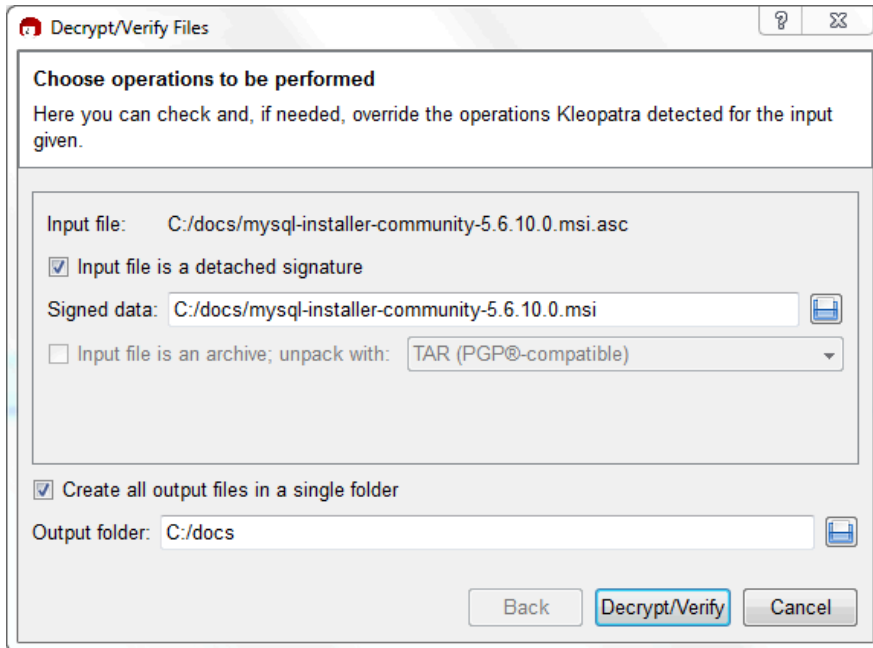 Decrypt/Verify Files
Choose operations to be performed
Here you can check and, if needed, override the operations Kleopatra detected for the input
given.
Input file: C:/docs/mysql-installer-community-5.6.10.0.msi.asc
Input file is a detached signature
Signed data: C:/docs/mysql-installer-community-5.6.10.0.msi
Input file is an archive; unpack with: TAR (PGP®-compatible)
Create all output files in a single folder
Output folder: C:/docs
Back Decrypt/Verify Cancel